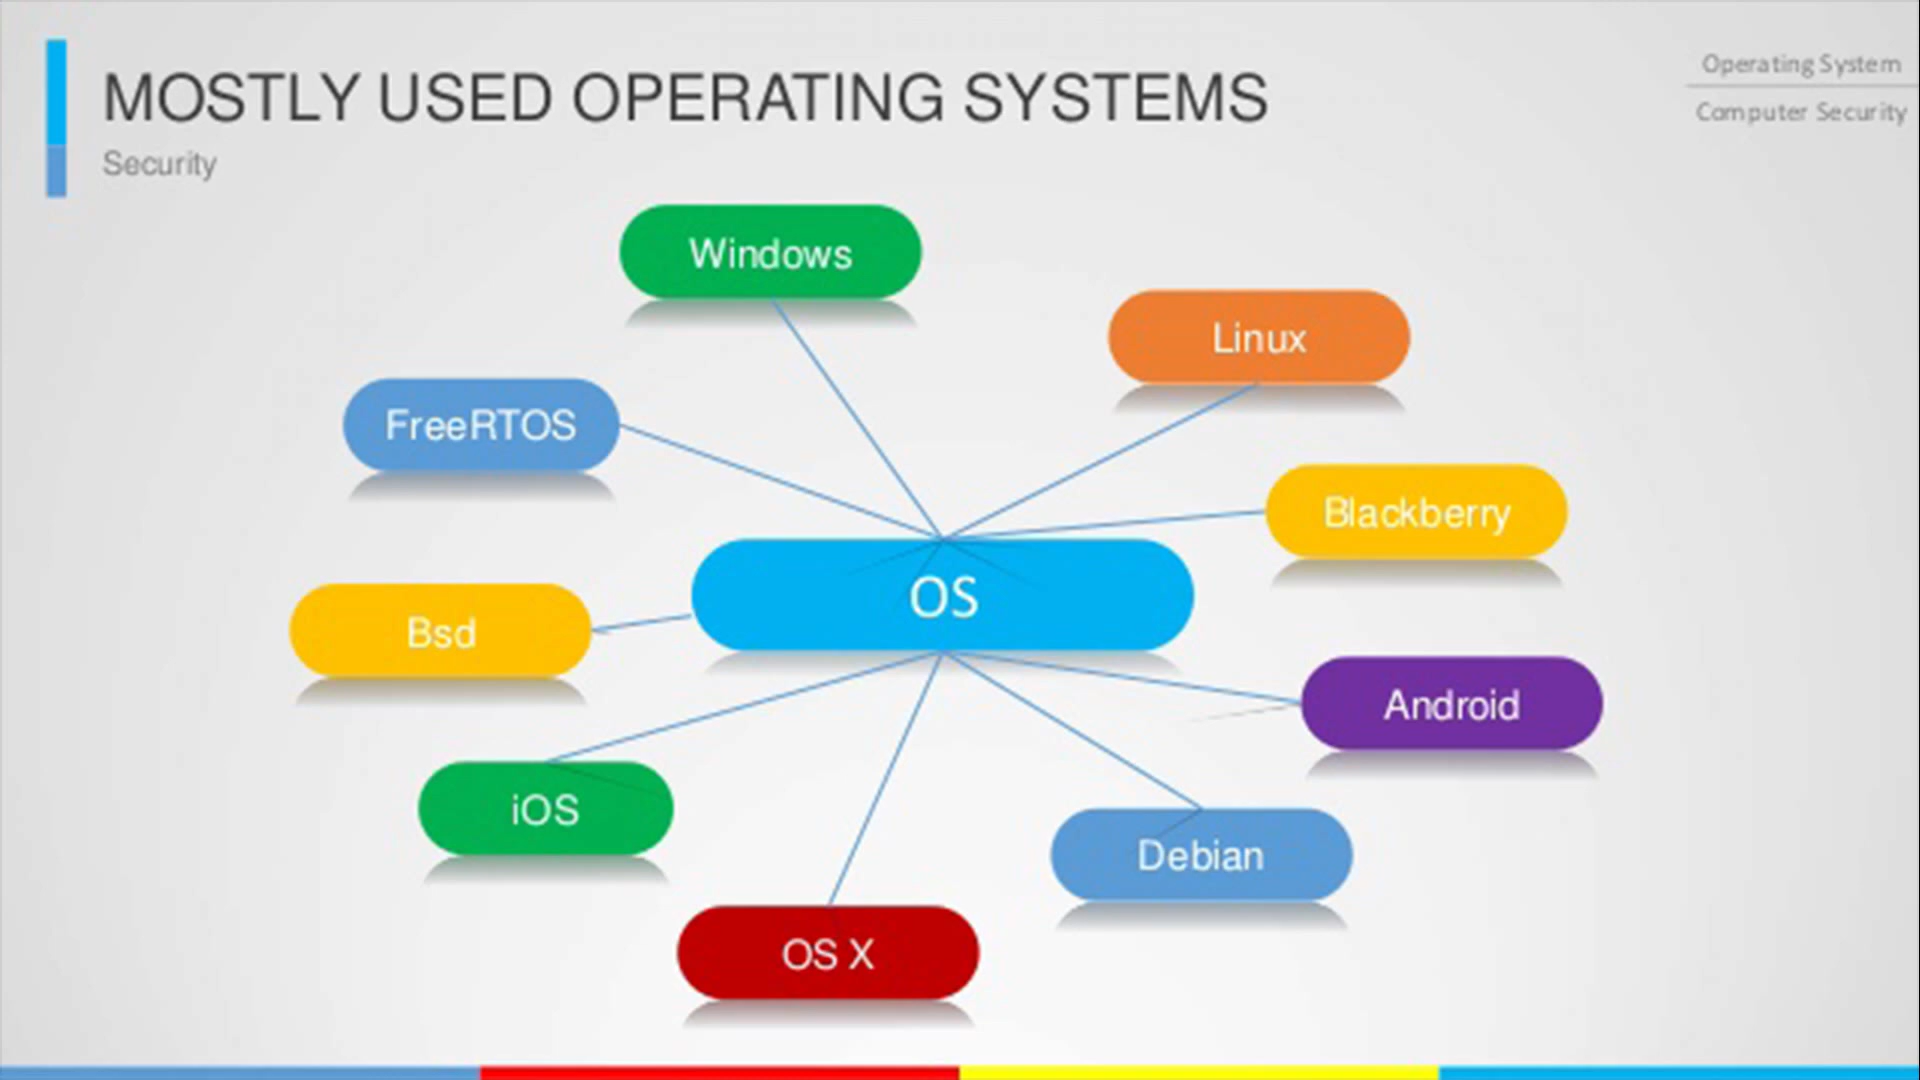 MOSTLY USED OPERATING SYSTEMS
Security
Operating System
Computer Security
Windows
Linux
FreeRTOS
Blackberry
OS
Bsd
Android
iOS
Debian
OS X